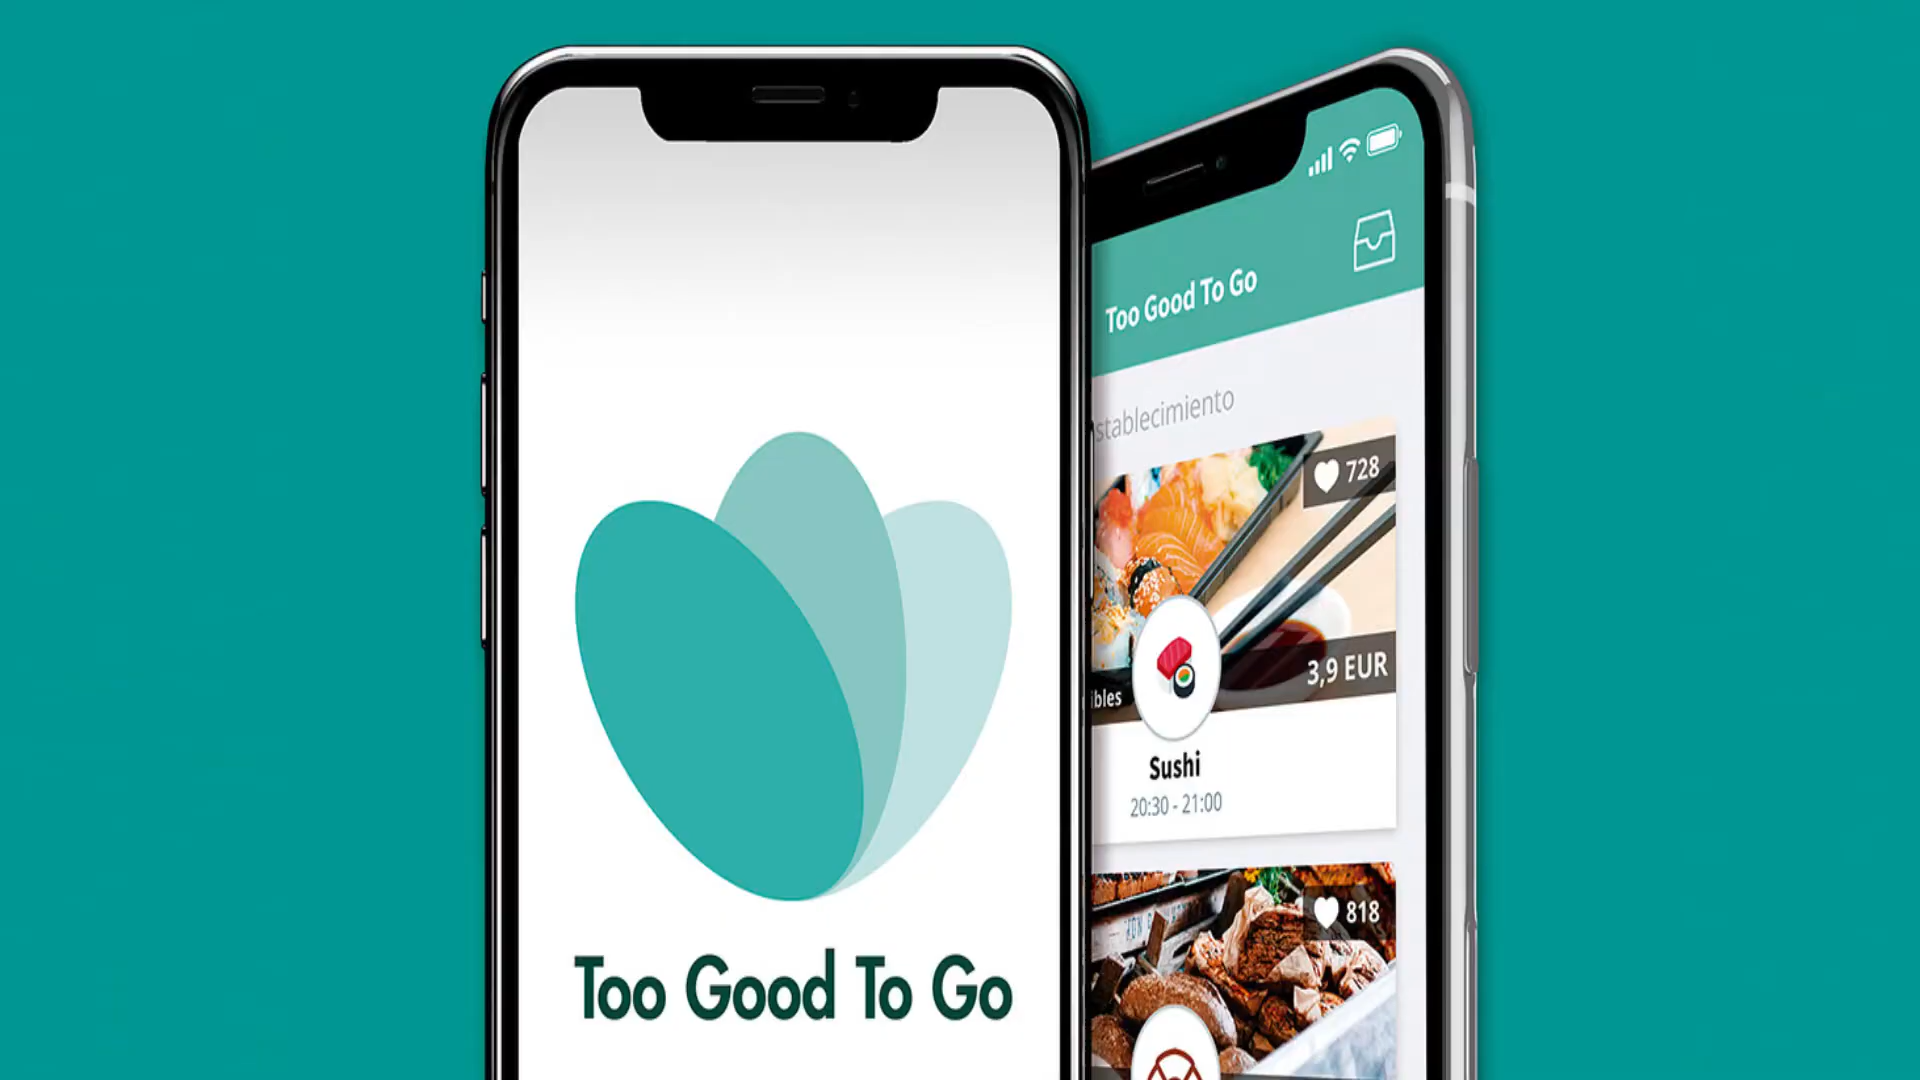 Too Good To Go
Too Good To Go
stablecimiento
728
3,9 EUR
ibles
Sushi
20:30 - 21:00
818